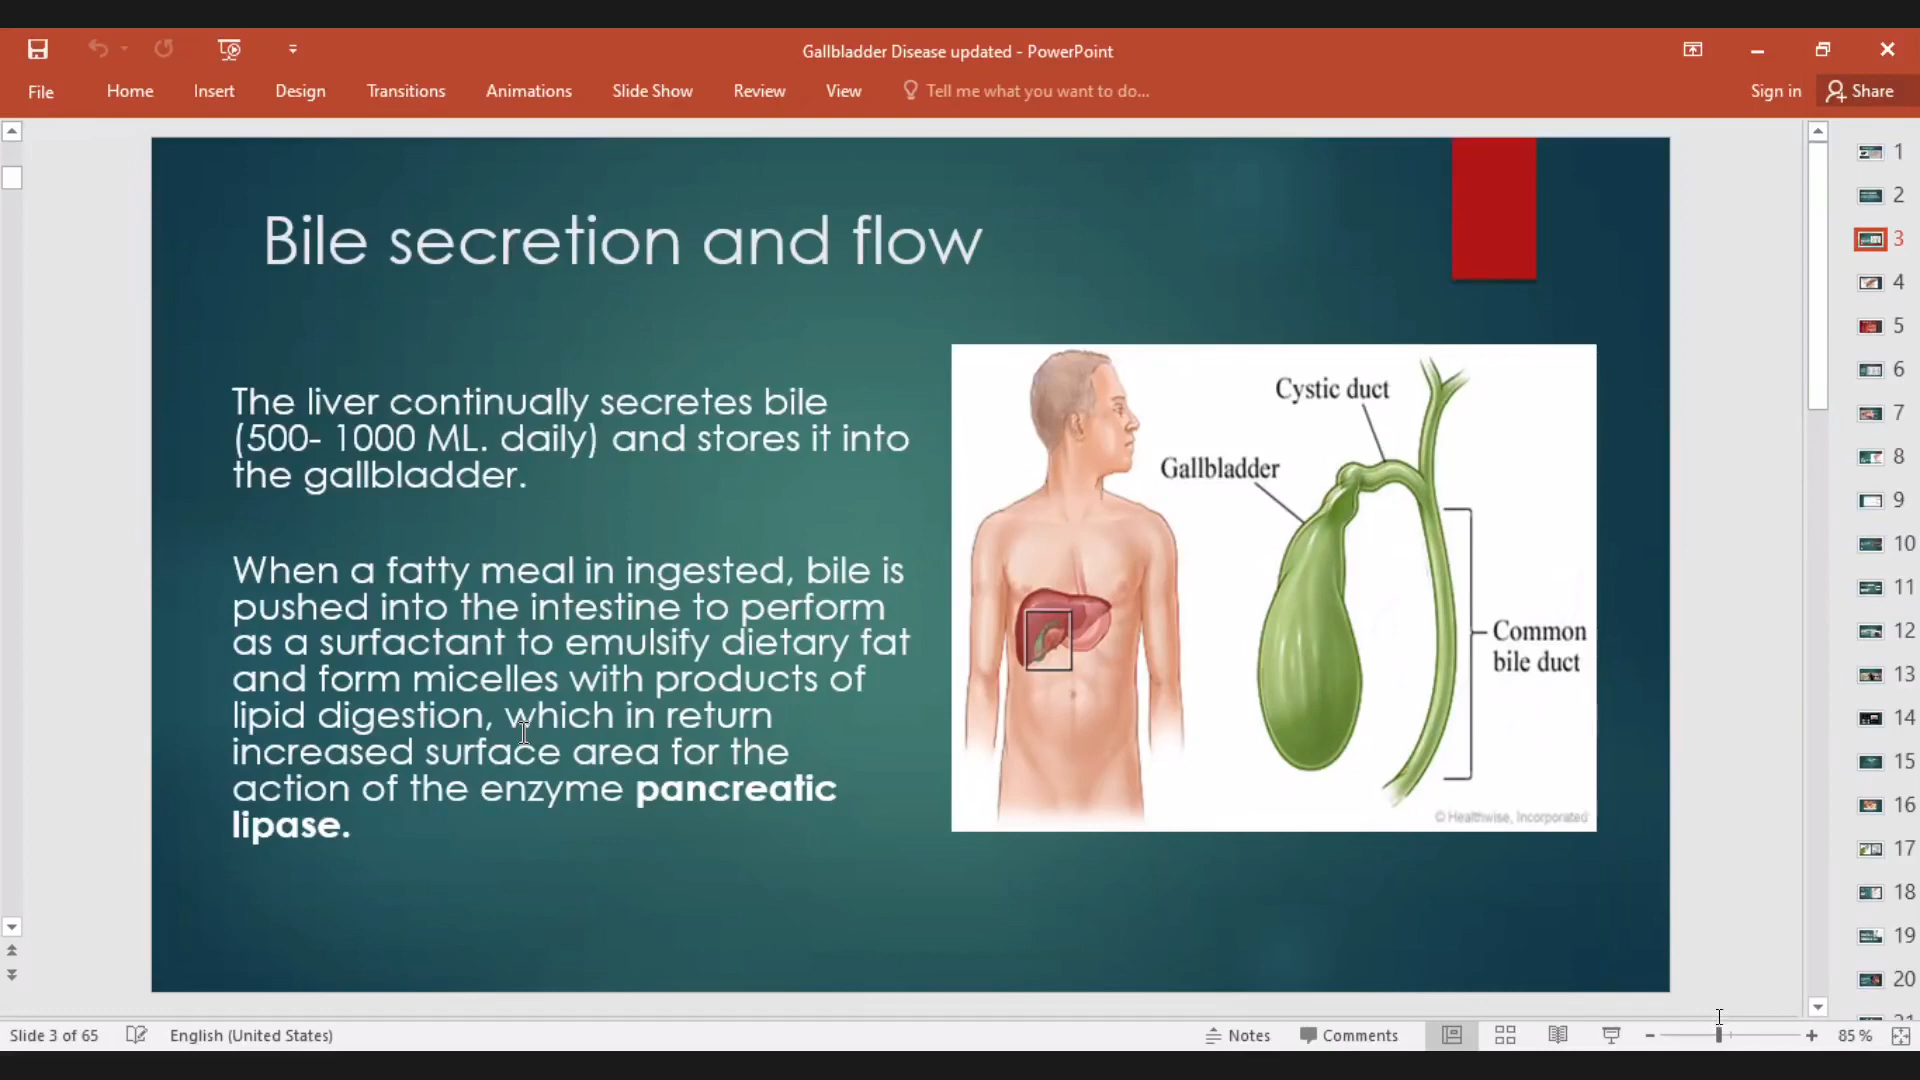 Gallbladder Disease updated - PowerPoint
File Home Insert Design Transitions Animations Slide Show Review View Tell me what you want to do... Sign in Share
Bile secretion and flow
The liver continually secretes bile
(500- 1000 ML. daily) and stores it into
the gallbladder.
When a fatty meal in ingested, bile is
pushed into the intestine to perform
as a surfactant to emulsify dietary fat
and form micelles with products of
lipid digestion, which in return
increased surface area for the
action of the enzyme pancreatic
lipase.
Cystic duct
Gallbladder
Common
bile duct
© Healthwise, Incorporated
1
2
3
4
5
6
7
8
9
10
11
12
13
14
15
16
17
18
19
20
Slide 3 of 65 English (United States) Notes Comments 85 %